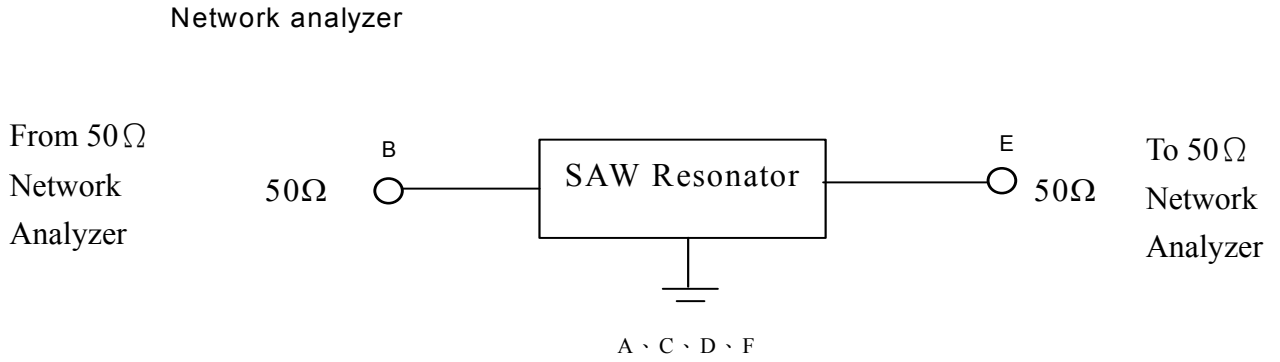 Network analyzer
From 50Ω
Network
Analyzer
50Ω
B
SAW Resonator
E
50Ω
To 50Ω
Network
Analyzer
A、C、D、F